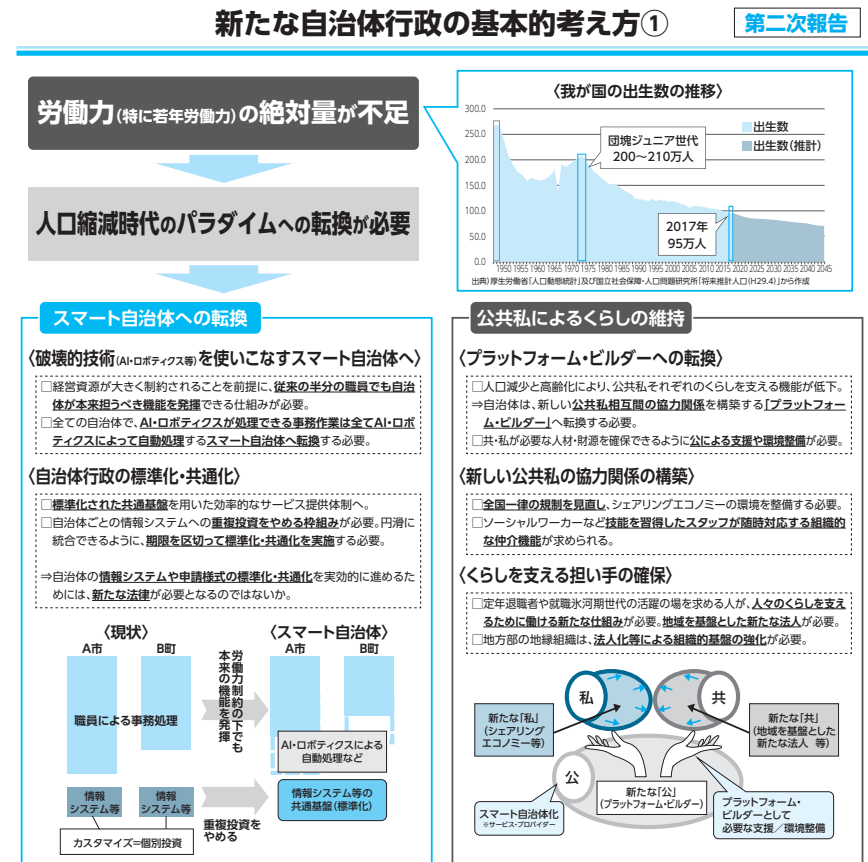 新たな自治体行政の基本的考え方①
第二次報告
労働力(特に若年労働力)の絶対量が不足
人口縮減時代のパラダイムへの転換が必要
〈我が国の出生数の推移〉
300.0
250.0
200.0
150.0
100.0
50.0
0.0
出生数
出生数(推計)
団塊ジュニア世代
200〜210万人
2017年
95万人
1950 1955 1960 1965 1970 1975 1980 1985 1990 1995 2000 2005 2010 2015 2020 2025 2030 2035 2040 2045
出典)厚生労働省「人口動態統計」及び国立社会保障・人口問題研究所「将来推計人口(H29.4)」から作成
スマート自治体への転換
〈破壊的技術(AI・ロボティクス等)を使いこなすスマート自治体へ〉
□経営資源が大きく制約されることを前提に、従来の半分の職員でも自治
体が本来担うべき機能を発揮できる仕組みが必要。
□全ての自治体で、AI・ロボティクスが処理できる事務作業は全てAI・ロボ
ティクスによって自動処理するスマート自治体へ転換する必要。
〈自治体行政の標準化・共通化〉
□標準化された共通基盤を用いた効率的なサービス提供体制へ。
□自治体ごとの情報システムへの重複投資をやめる枠組みが必要。円滑に
統合できるように、期限を区切って標準化・共通化を実施する必要。
⇒自治体の情報システムや申請様式の標準化・共通化を実効的に進めるた
めには、新たな法律が必要となるのではないか。
〈現状〉
A市
B町
職員による事務処理
情報
システム等
情報
システム等
カスタマイズ=個別投資
労働力制約の下でも
本来の機能を発揮
重複投資を
やめる
〈スマート自治体〉
A市
B町
AI・ロボティクスによる
自動処理など
情報システム等の
共通基盤(標準化)
公共私によるくらしの維持
〈プラットフォーム・ビルダーへの転換〉
□人口減少と高齢化により、公共私それぞれのくらしを支える機能が低下。
⇒自治体は、新しい公共私相互間の協力関係を構築する「プラットフォー
ム・ビルダー」へ転換する必要。
□共・私が必要な人材・財源を確保できるように公による支援や環境整備が必要。
〈新しい公共私の協力関係の構築〉
□全国一律の規制を見直し、シェアリングエコノミーの環境を整備する必要。
□ソーシャルワーカーなど技能を習得したスタッフが随時対応する組織的
な仲介機能が求められる。
〈くらしを支える担い手の確保〉
□定年退職者や就職氷河期世代の活躍の場を求める人が、人々のくらしを支え
るために働ける新たな仕組みが必要。地域を基盤とした新たな法人が必要。
□地方部の地縁組織は、法人化等による組織的基盤の強化が必要。
私
共
公
新たな「私」
(シェアリング
エコノミー等)
新たな「共」
(地域を基盤とした
新たな法人 等)
新たな「公」
(プラットフォーム・ビルダー)
スマート自治体化
※サービス・プロバイダー
プラットフォーム・
ビルダーとして
必要な支援/環境整備